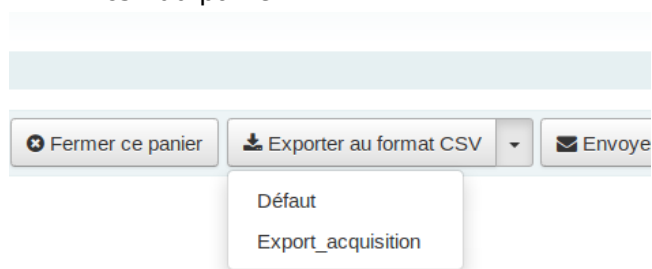 Fermer ce panier
Exporter au format CSV
Envoye
Défaut
Export_acquisition